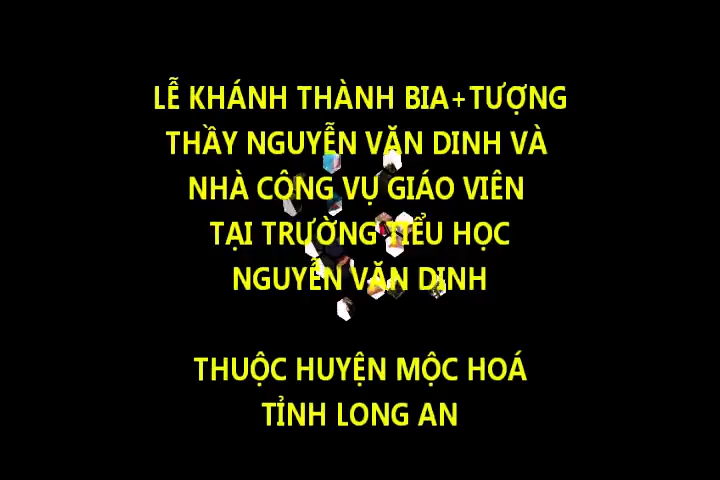 LỄ KHÁNH THÀNH BIA+TƯỢNG
THẦY NGUYỄN VĂN DINH VÀ
NHÀ CÔNG VỤ GIÁO VIÊN
TẠI TRƯỜNG TIỂU HỌC
NGUYỄN VĂN DINH
THUỘC HUYỆN MỘC HOÁ
TỈNH LONG AN